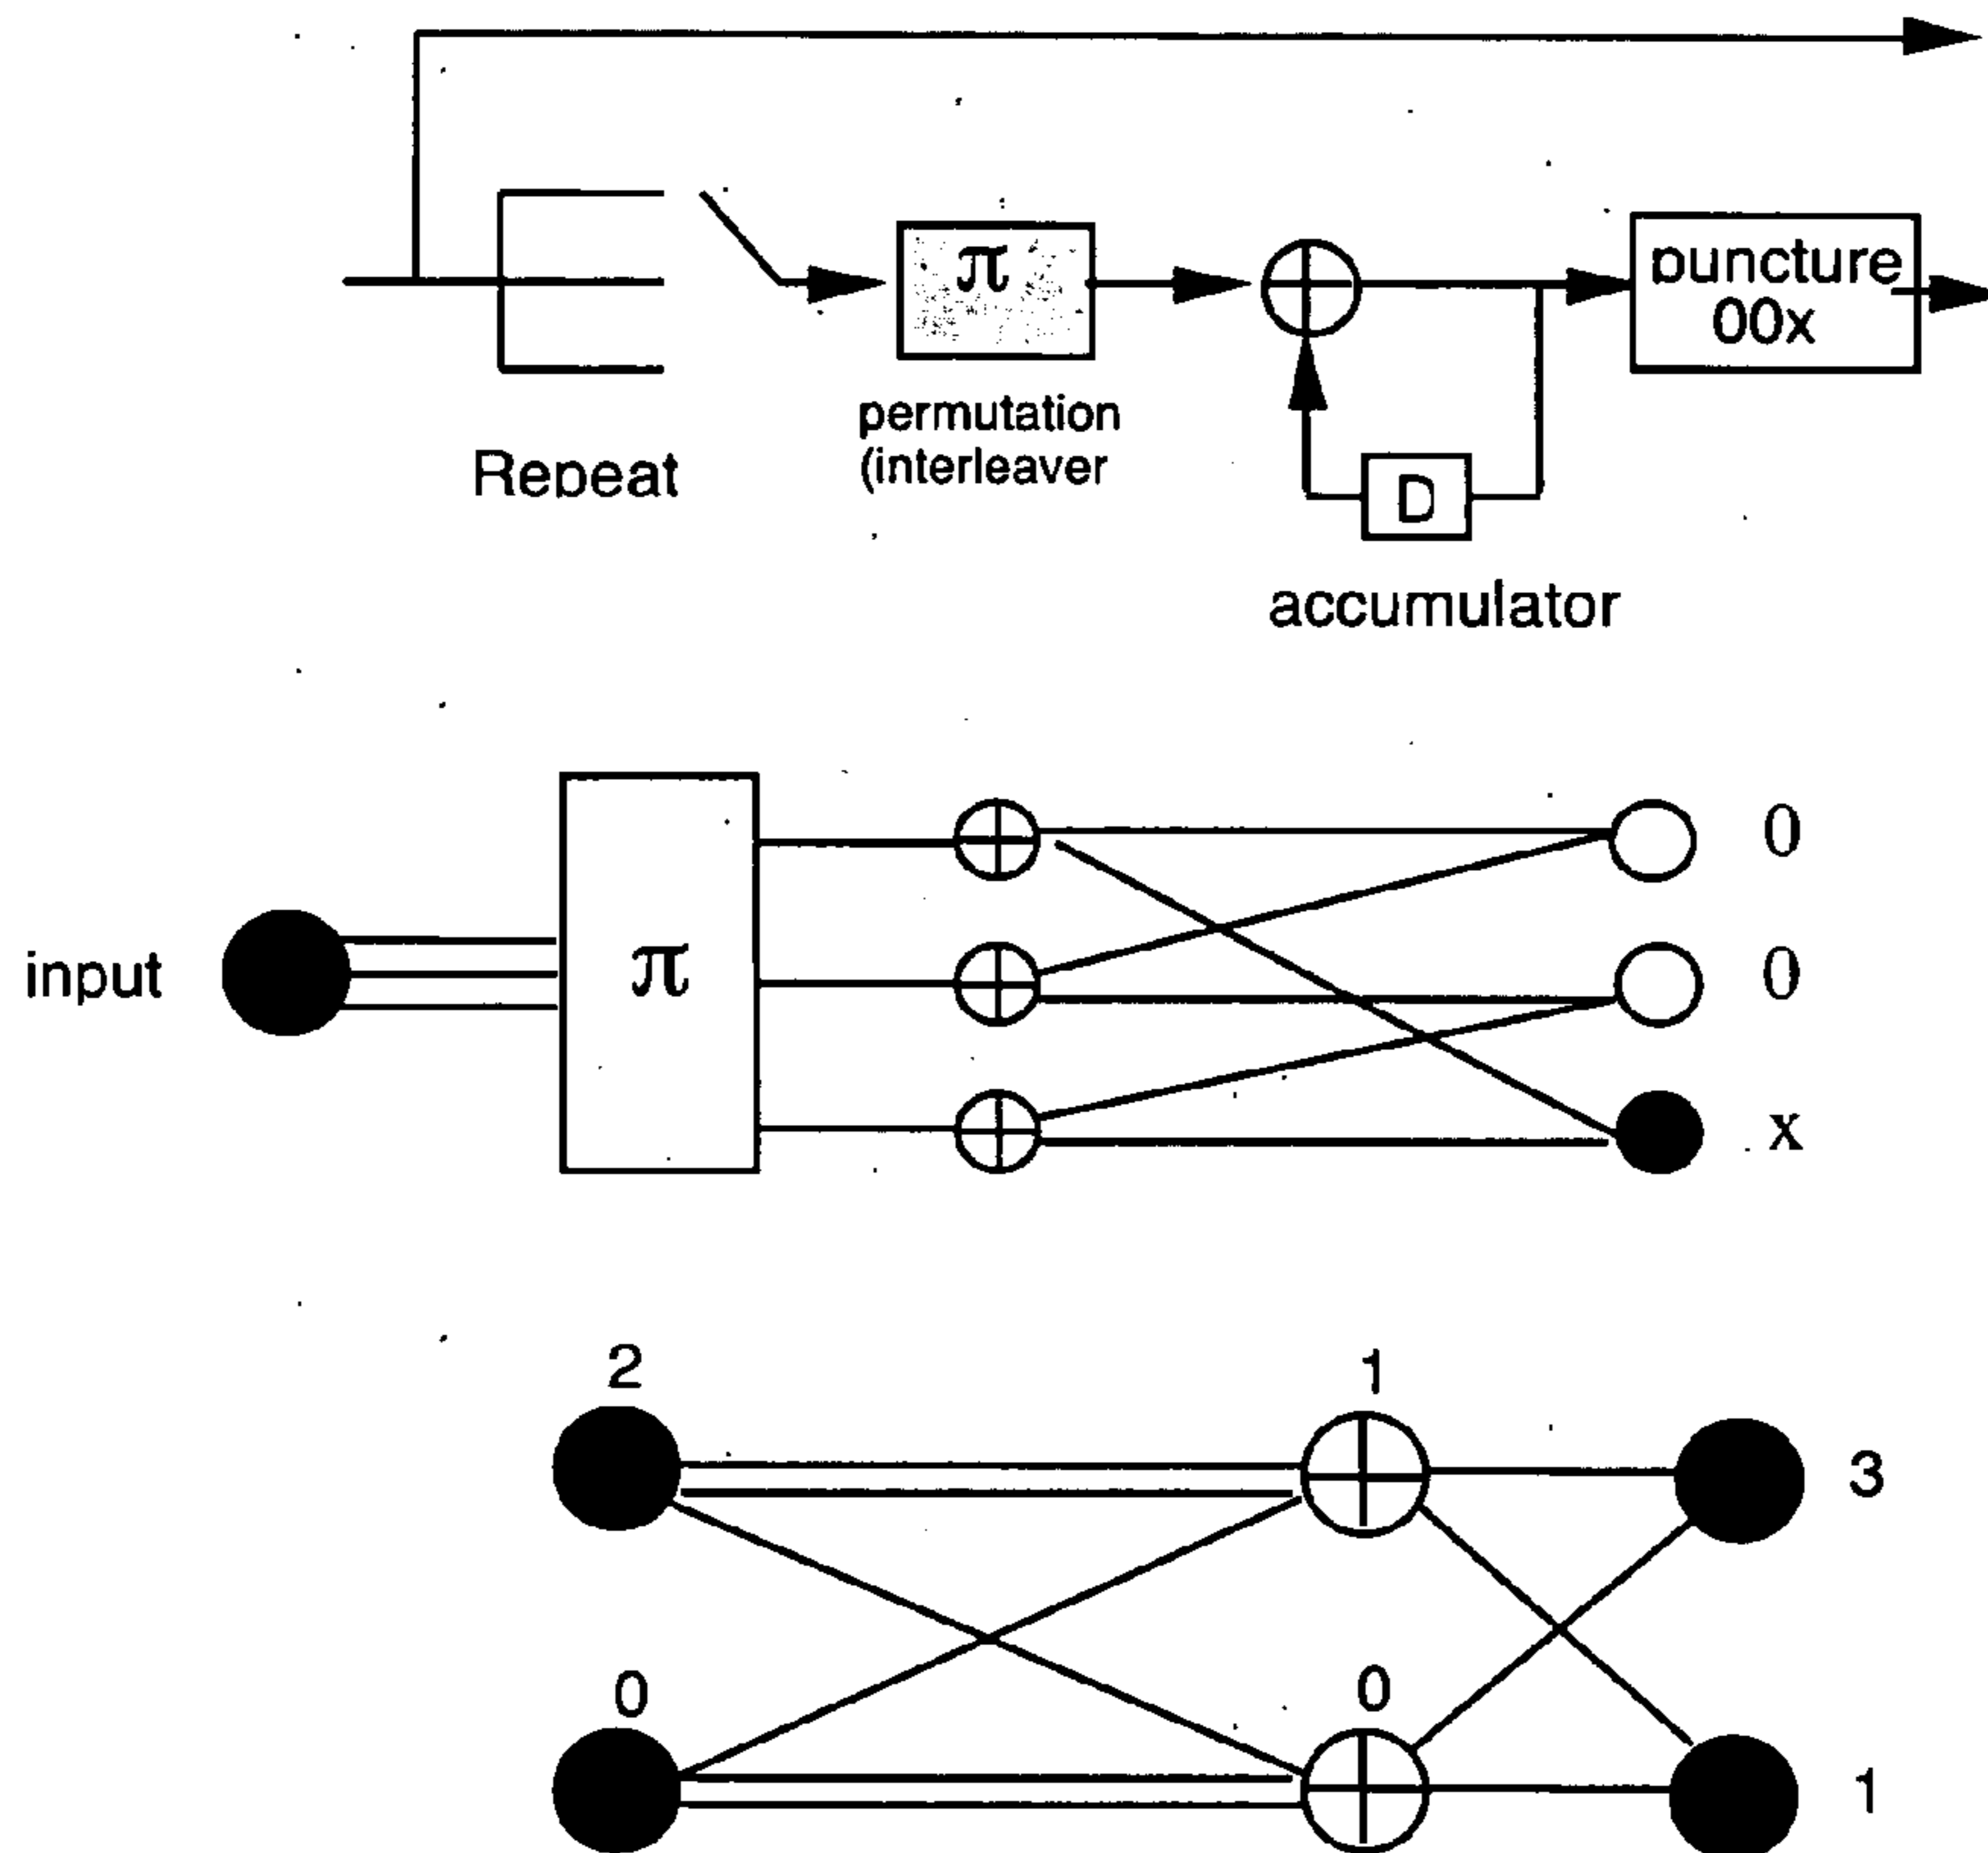 π
puncture
00x
permutation
(interleaver
Repeat
D
accumulator
0
input
π
0
x
2
1
3
0
0
1